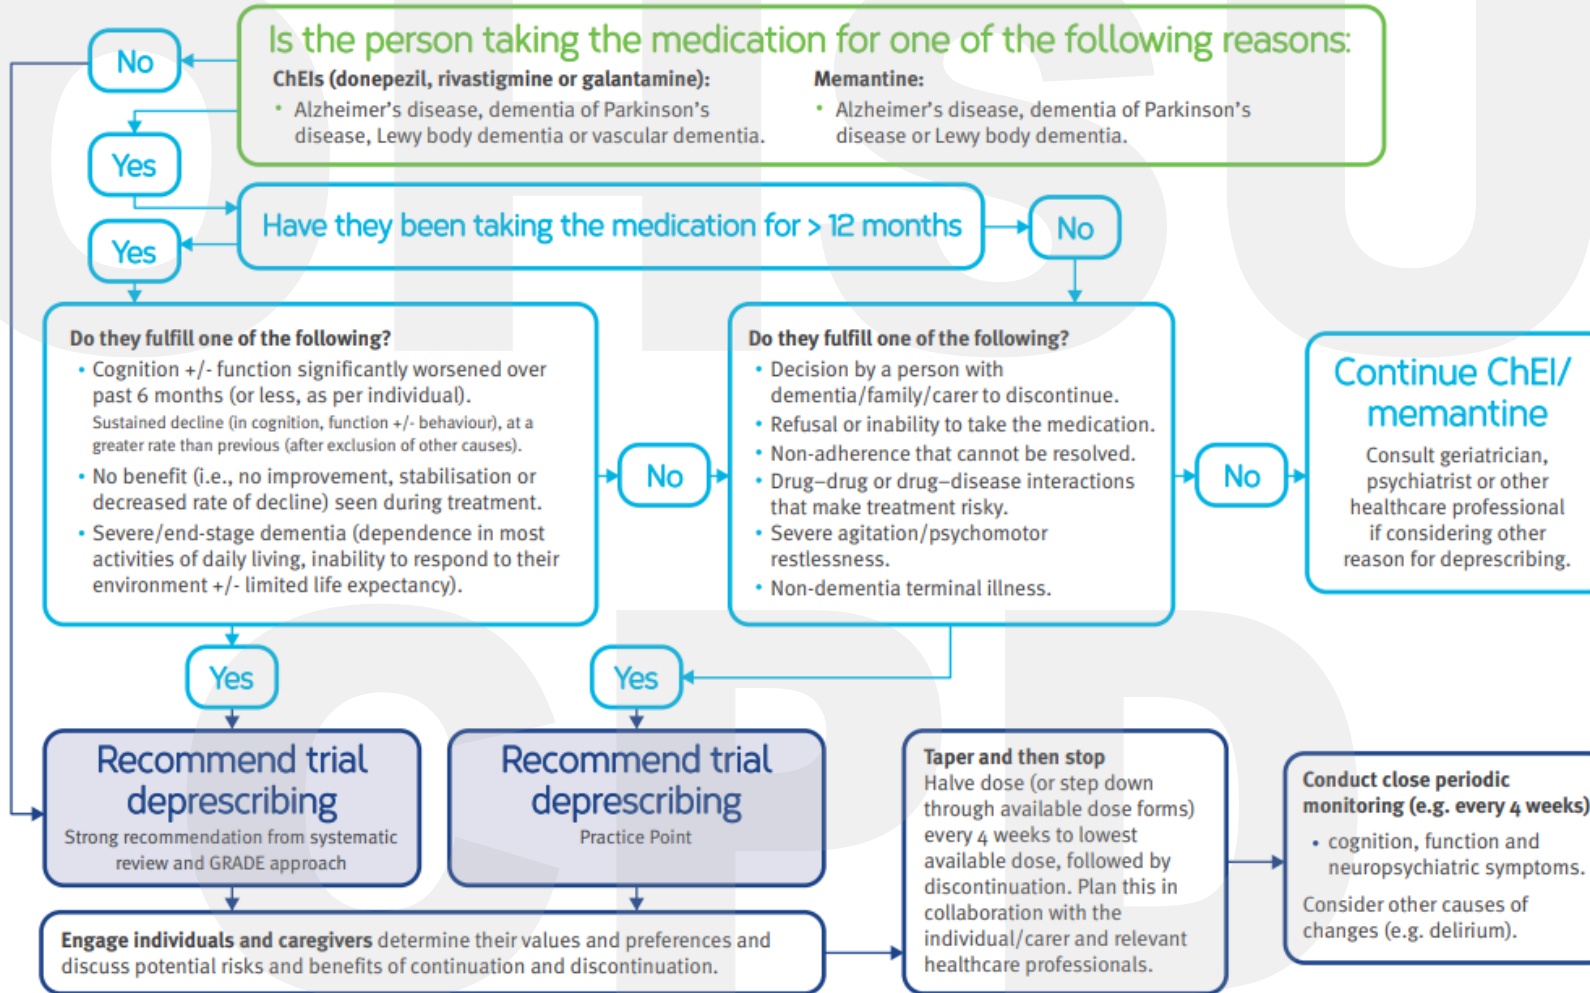 Is the person taking the medication for one of the following reasons:
No
ChEIs (donepezil, rivastigmine or galantamine):
• Alzheimer's disease, dementia of Parkinson's
disease, Lewy body dementia or vascular dementia.
Memantine:
• Alzheimer's disease, dementia of Parkinson's
disease or Lewy body dementia.
Yes
Have they been taking the medication for > 12 months
No
Yes
Do they fulfill one of the following?
• Cognition +/- function significantly worsened over
past 6 months (or less, as per individual).
Sustained decline (in cognition, function +/- behaviour), at a
greater rate than previous (after exclusion of other causes).
• No benefit (i.e., no improvement, stabilisation or
decreased rate of decline) seen during treatment.
• Severe/end-stage dementia (dependence in most
activities of daily living, inability to respond to their
environment +/- limited life expectancy).
No
Do they fulfill one of the following?
• Decision by a person with
dementia/family/carer to discontinue.
• Refusal or inability to take the medication.
• Non-adherence that cannot be resolved.
• Drug–drug or drug–disease interactions
that make treatment risky.
• Severe agitation/psychomotor
restlessness.
• Non-dementia terminal illness.
No
Continue ChEI/
memantine
Consult geriatrician,
psychiatrist or other
healthcare professional
if considering other
reason for deprescribing.
Yes
Yes
Recommend trial
deprescribing
Strong recommendation from systematic
review and GRADE approach
Recommend trial
deprescribing
Practice Point
Engage individuals and caregivers determine their values and preferences and
discuss potential risks and benefits of continuation and discontinuation.
Taper and then stop
Halve dose (or step down
through available dose forms)
every 4 weeks to lowest
available dose, followed by
discontinuation. Plan this in
collaboration with the
individual/carer and relevant
healthcare professionals.
Conduct close periodic
monitoring (e.g. every 4 weeks)
• cognition, function and
neuropsychiatric symptoms.
Consider other causes of
changes (e.g. delirium).
OHSU
CPD